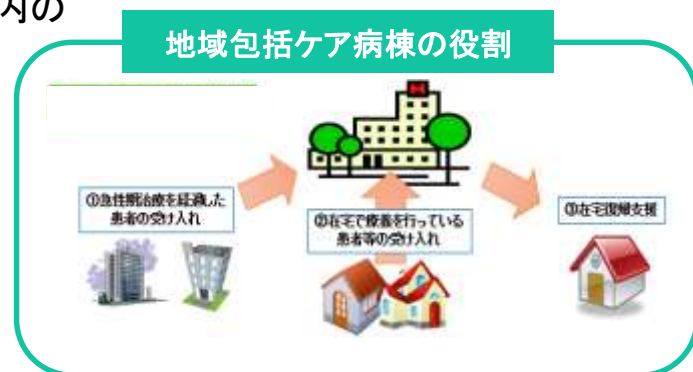 内の
地域包括ケア病棟の役割
H
①急性期治療を経過した
患者の受け入れ
②在宅で療養を行っている
患者等の受け入れ
③在宅復帰支援